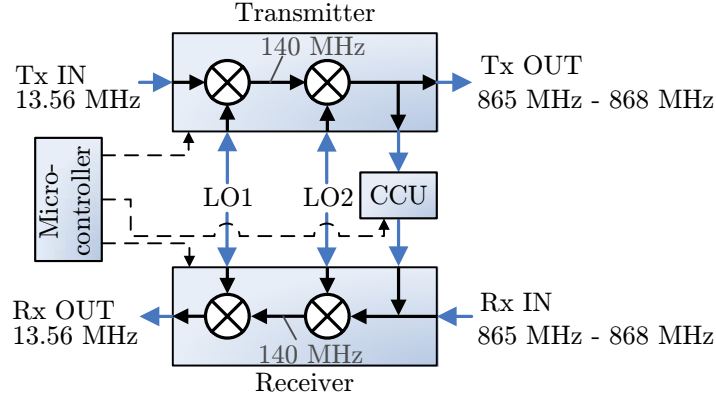 Transmitter
140 MHz
Tx IN
13.56 MHz
Tx OUT
865 MHz - 868 MHz
Micro-
controller
LO1
LO2
CCU
Rx OUT
13.56 MHz
Rx IN
865 MHz - 868 MHz
140 MHz
Receiver